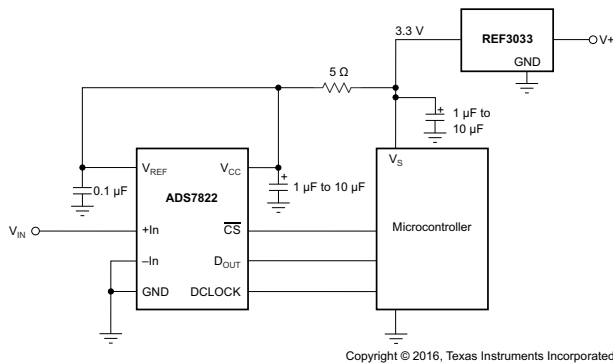 3.3 V
REF3033
V+
GND
5 Ω
1 µF to
10 µF
V_REF
V_CC
V_S
0.1 µF
ADS7822
1 µF to 10 µF
V_IN
+In
C̅S̅
Microcontroller
–In
D_OUT
GND
DCLOCK
Copyright © 2016, Texas Instruments Incorporated